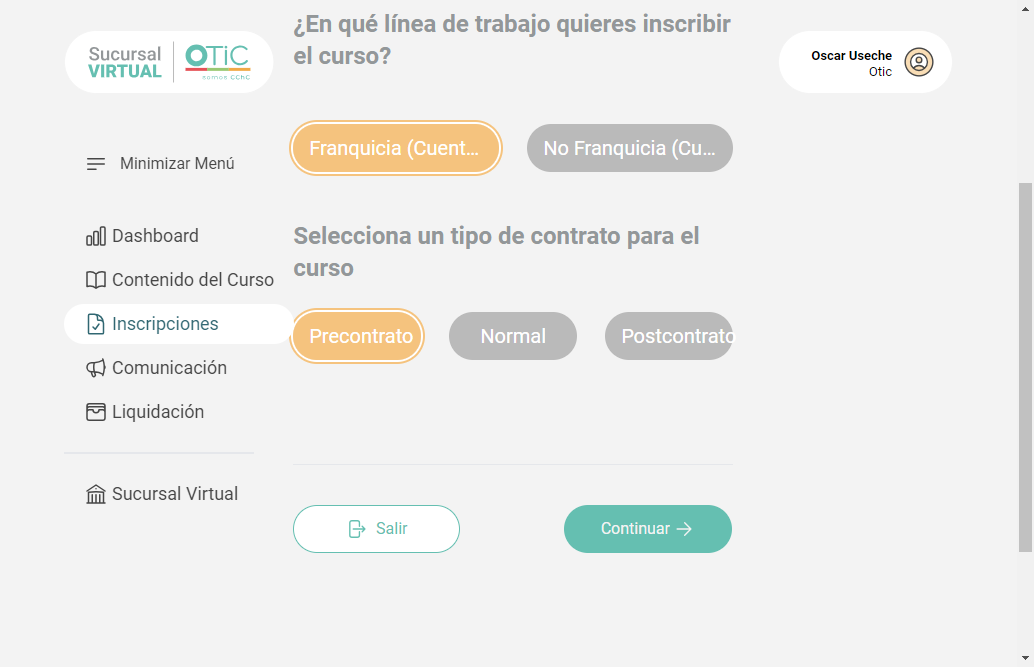 ¿En qué línea de trabajo quieres inscribir
el curso?
Sucursal
VIRTUAL
OTiC
somos CChC
Oscar Useche
Otic
Minimizar Menú
Franquicia (Cuent...
No Franquicia (Cu...
Dashboard
Contenido del Curso
Inscripciones
Comunicación
Liquidación
Sucursal Virtual
Selecciona un tipo de contrato para el
curso
Precontrato
Normal
Postcontrato
Salir
Continuar →